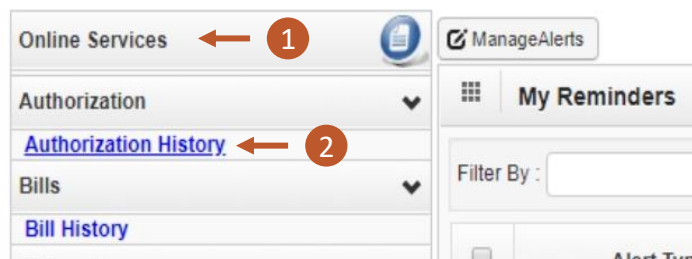 Online Services
1
ManageAlerts
Authorization
My Reminders
Authorization History
2
Filter By :
Bills
Bill History